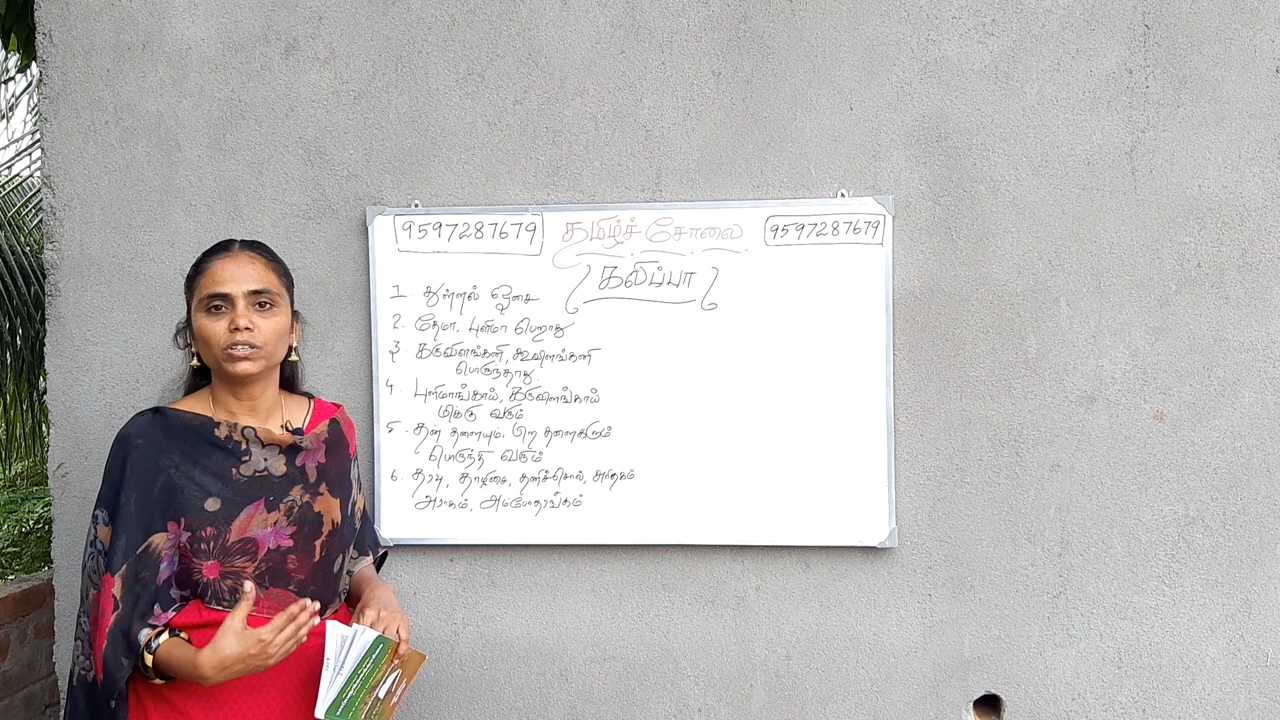 9597287679 தமிழ்ச் சோலை 9597287679
கலிப்பா
1. துள்ளல் ஓசை
2. தேமா, புளிமா பெறாது
3. கருவிளங்கனி, கூவிளங்கனி
பொருந்தாது.
4. புளிமாங்காய், கருவிளங்காய்
மிக்கு வரும்
5. தன் தளையும், பிற தளைகளும்
பொருந்தி வரும்
6. தரவு, தாழிசை, தனிச்சொல், சுரிதகம்
அராகம், அம்போதரங்கம்